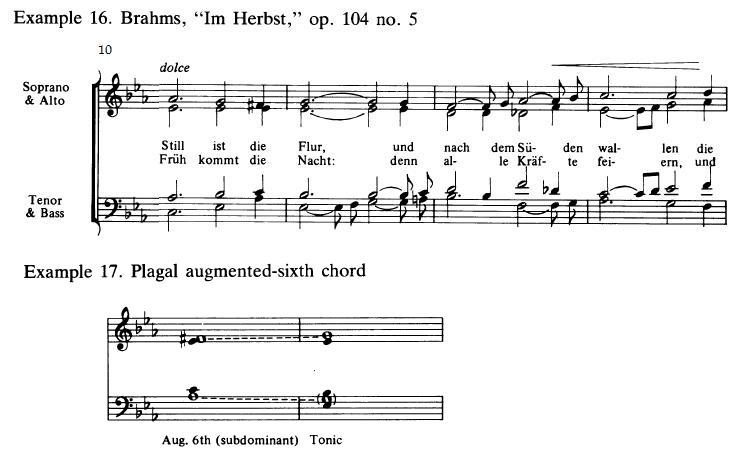 Example 16. Brahms, “Im Herbst,” op. 104 no. 5
10
dolce
Soprano
& Alto
Still ist die Flur, und nach dem Sü- den wal- len die
Früh kommt die Nacht: denn al- le Kräf- te fei- ern, und
Tenor
& Bass
Example 17. Plagal augmented-sixth chord
Aug. 6th (subdominant) Tonic